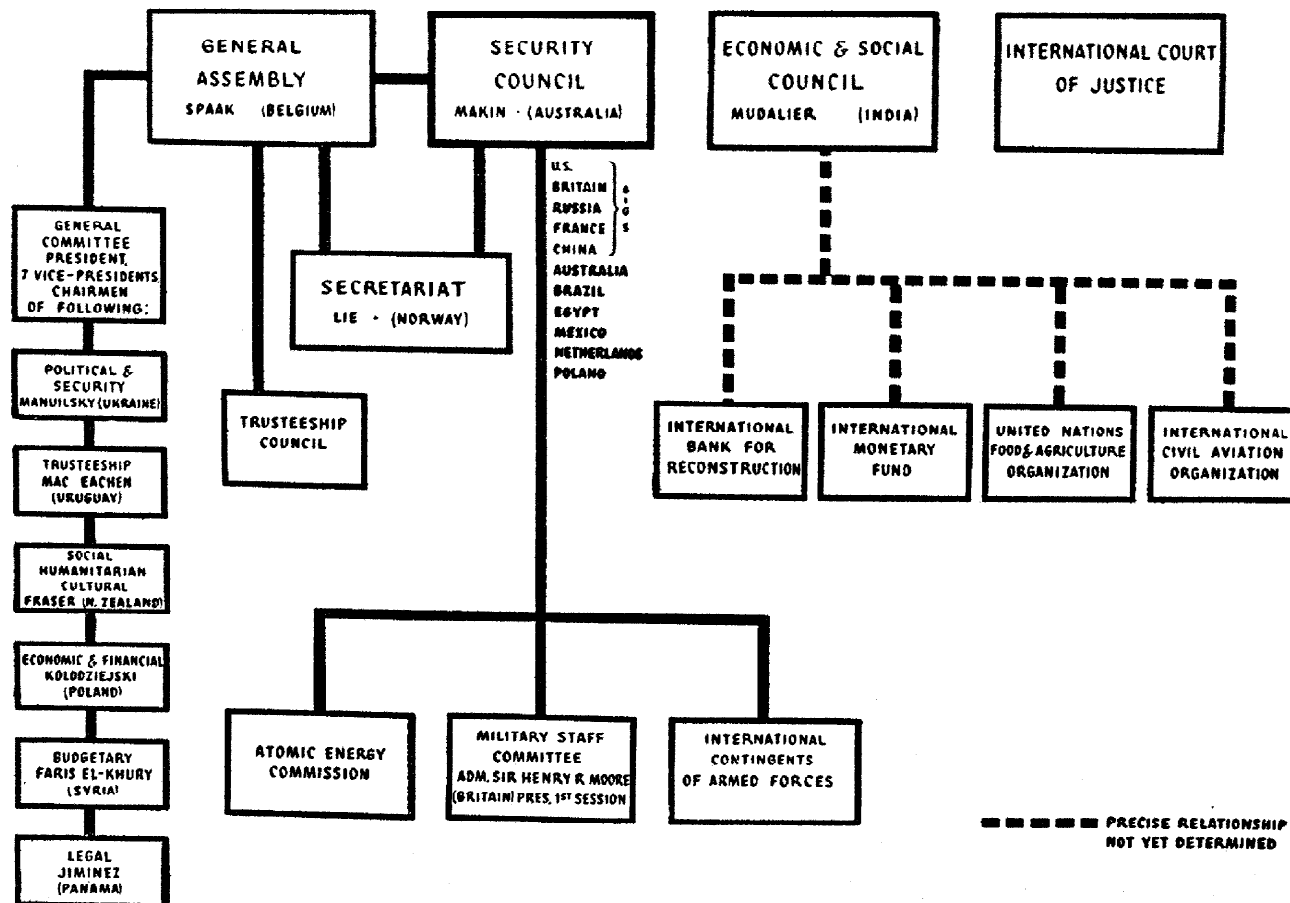 GENERAL
ASSEMBLY
SPAAK (BELGIUM)
SECURITY
COUNCIL
MAKIN · (AUSTRALIA)
ECONOMIC & SOCIAL
COUNCIL
MUDALIER (INDIA)
INTERNATIONAL COURT
OF JUSTICE
GENERAL
COMMITTEE
PRESIDENT,
7 VICE-PRESIDENTS
CHAIRMEN
OF FOLLOWING:
POLITICAL &
SECURITY
MANUILSKY (UKRAINE)
TRUSTEESHIP
MAC EACHEN
(URUGUAY)
SOCIAL
HUMANITARIAN
CULTURAL
FRASER (N. ZEALAND)
ECONOMIC & FINANCIAL
KOLODZIEJSKI
(POLAND)
BUDGETARY
FARIS EL-KHURY
(SYRIA)
LEGAL
JIMINEZ
(PANAMA)
SECRETARIAT
LIE · (NORWAY)
TRUSTEESHIP
COUNCIL
U.S.
BRITAIN
RUSSIA
FRANCE
CHINA
BIG 5
AUSTRALIA
BRAZIL
EGYPT
MEXICO
NETHERLANDS
POLAND
ATOMIC ENERGY
COMMISSION
MILITARY STAFF
COMMITTEE
ADM. SIR HENRY R MOORE
(BRITAIN) PRES, 1ST SESSION
INTERNATIONAL
CONTINGENTS
OF ARMED FORCES
INTERNATIONAL
BANK FOR
RECONSTRUCTION
INTERNATIONAL
MONETARY
FUND
UNITED NATIONS
FOOD & AGRICULTURE
ORGANIZATION
INTERNATIONAL
CIVIL AVIATION
ORGANIZATION
PRECISE RELATIONSHIP
NOT YET DETERMINED